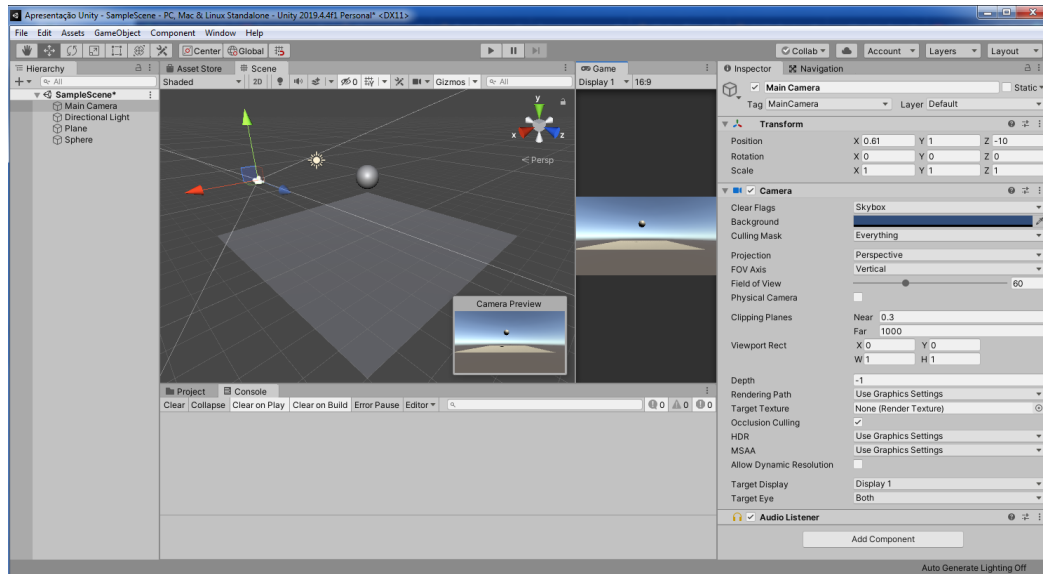 Apresentação Unity - SampleScene - PC, Mac & Linux Standalone - Unity 2019.4.4f1 Personal* <DX11>
File Edit Assets GameObject Component Window Help
Center Global Collab Account Layers Layout
Hierarchy
All
SampleScene*
Main Camera
Directional Light
Plane
Sphere
Asset Store Scene
Shaded 2D 0 Gizmos All
y
x z
Persp
Camera Preview
Game
Display 1 16:9
Project Console
Clear Collapse Clear on Play Clear on Build Error Pause Editor 0 0 0
Inspector Navigation
Main Camera Static
Tag MainCamera Layer Default
Transform
Position X 0.61 Y 1 Z -10
Rotation X 0 Y 0 Z 0
Scale X 1 Y 1 Z 1
Camera
Clear Flags Skybox
Background
Culling Mask Everything
Projection Perspective
FOV Axis Vertical
Field of View 60
Physical Camera
Clipping Planes Near 0.3
Far 1000
Viewport Rect X 0 Y 0
W 1 H 1
Depth -1
Rendering Path Use Graphics Settings
Target Texture None (Render Texture)
Occlusion Culling
HDR Use Graphics Settings
MSAA Use Graphics Settings
Allow Dynamic Resolution
Target Display Display 1
Target Eye Both
Audio Listener
Add Component
Auto Generate Lighting Off